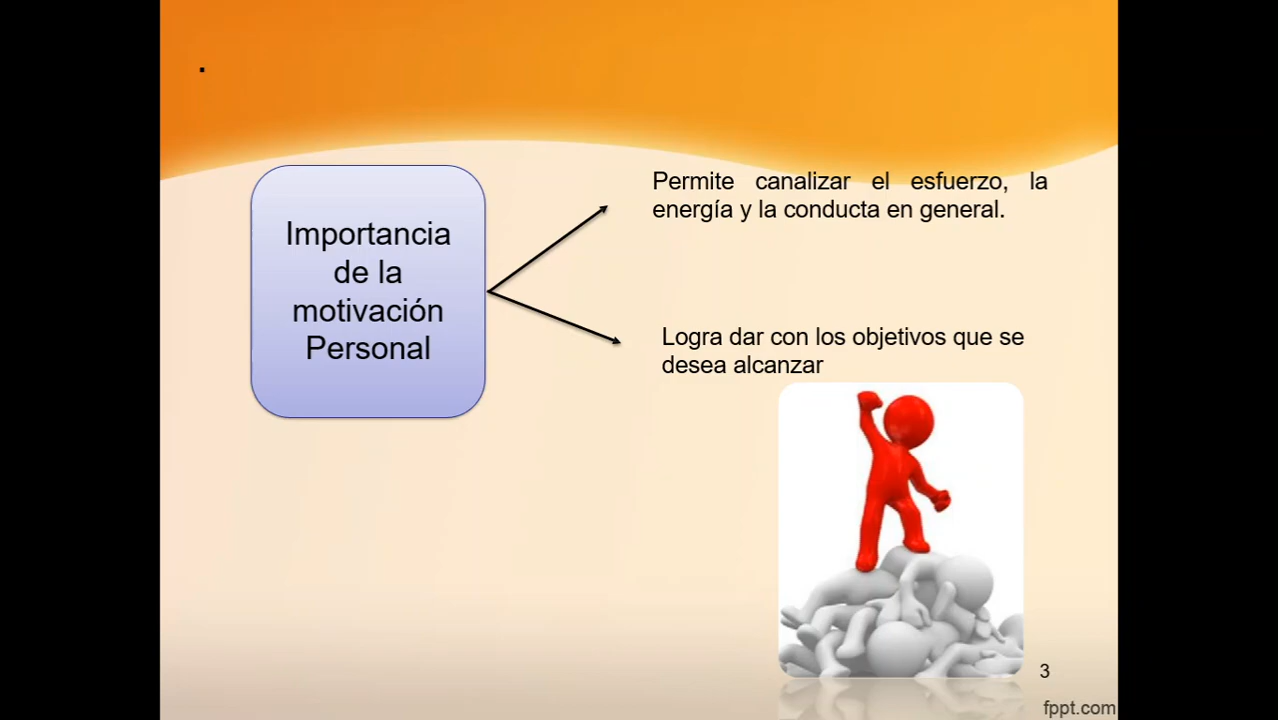 .
Importancia
de la
motivación
Personal
Permite canalizar el esfuerzo, la
energía y la conducta en general.
Logra dar con los objetivos que se
desea alcanzar
3
fppt.com